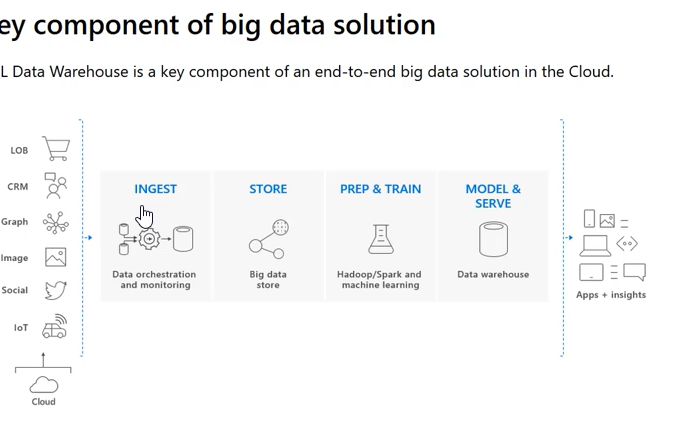 ey component of big data solution
L Data Warehouse is a key component of an end-to-end big data solution in the Cloud.
LOB
CRM
Graph
Image
Social
IoT
Cloud
INGEST
Data orchestration
and monitoring
STORE
Big data
store
PREP & TRAIN
Hadoop/Spark and
machine learning
MODEL &
SERVE
Data warehouse
Apps + insights